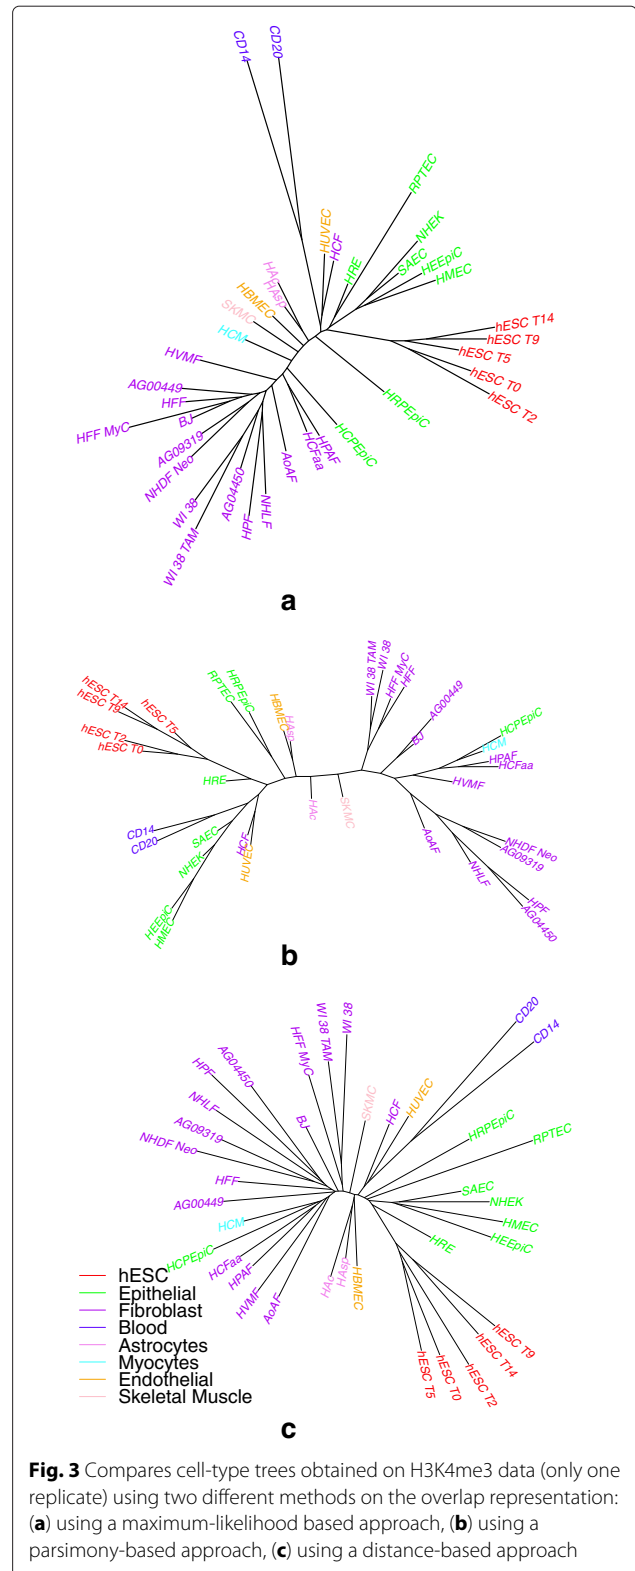 CD14
CD20
RPTEC
HUVEC
HCF
NHEK
HRE
SAEC
HEEpiC
HMEC
HAc
HAsp
HBMEC
SKMC
HCM
hESC T14
hESC T9
hESC T5
hESC T0
hESC T2
HVMF
AG00449
HFF
HFF MyC
BJ
AG09319
NHDF Neo
WI 38
WI 38 TAM
AG04450
HPF
NHLF
AoAF
HCFaa
HPAF
HCPEpiC
HRPEpiC
a
hESC T14
hESC T9
hESC T5
hESC T2
hESC T0
HRPEpiC
RPTEC
HBMEC
HAsp
WI 38 TAM
WI 38
HFF MyC
HFF
AG00449
BJ
HCPEpiC
HCM
HPAF
HCFaa
HVMF
HRE
HAc
SKMC
CD14
CD20
SAEC
NHEK
HCF
HUVEC
HEEpiC
HMEC
AoAF
NHDF Neo
AG09319
NHLF
HPF
AG04450
b
CD20
CD14
WI 38
WI 38 TAM
HFF MyC
AG04450
HPF
NHLF
AG09319
NHDF Neo
BJ
SKMC
HCF
HUVEC
HRPEpiC
RPTEC
HFF
AG00449
SAEC
NHEK
HMEC
HEEpiC
HRE
HCM
HCPEpiC
HCFaa
HPAF
HVMF
AoAF
HAc
HAsp
HBMEC
hESC T9
hESC T14
hESC T2
hESC T0
hESC T5
hESC
Epithelial
Fibroblast
Blood
Astrocytes
Myocytes
Endothelial
Skeletal Muscle
c
Fig. 3 Compares cell-type trees obtained on H3K4me3 data (only one
replicate) using two different methods on the overlap representation:
(a) using a maximum-likelihood based approach, (b) using a
parsimony-based approach, (c) using a distance-based approach